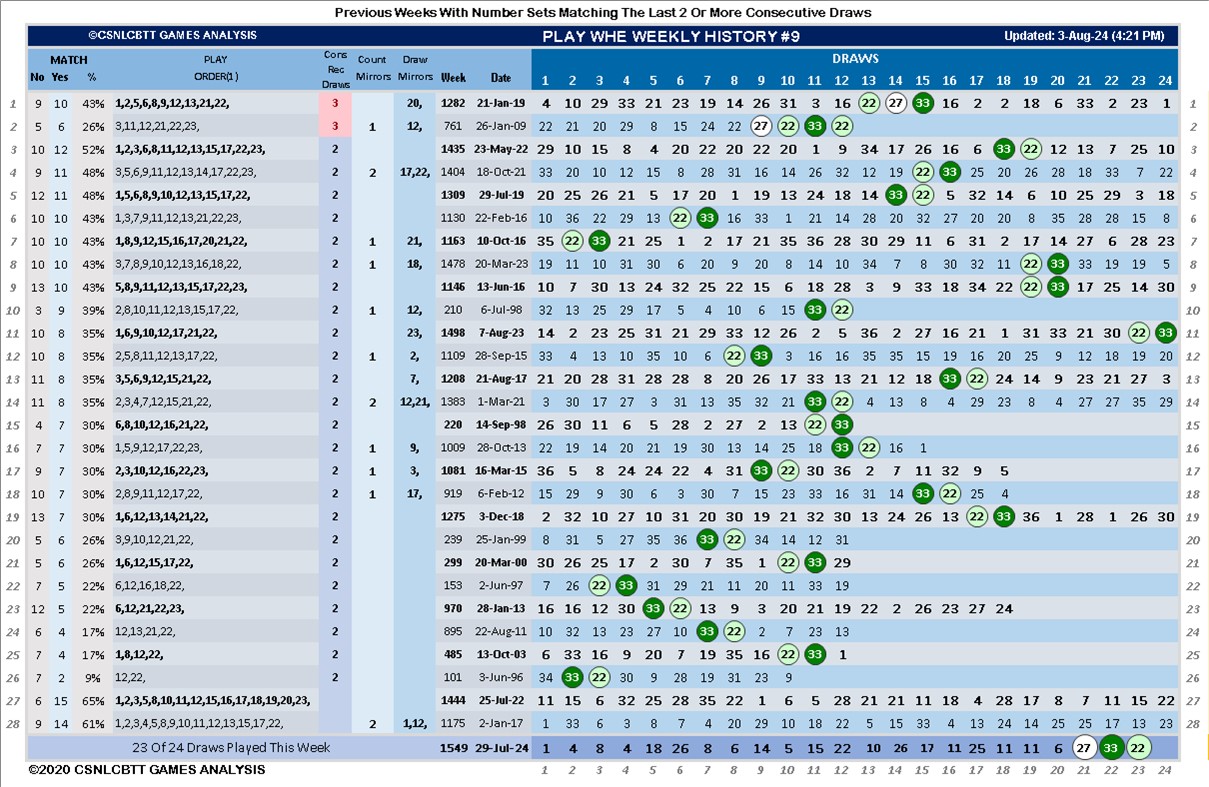 Previous Weeks With Number Sets Matching The Last 2 Or More Consecutive Draws
©CSNLCBTT GAMES ANALYSIS PLAY WHE WEEKLY HISTORY #9 Updated: 3-Aug-24 (4:21 PM)
MATCH PLAY Cons Count Draw DRAWS
No Yes % ORDER(1) Rec Draws Mirrors Mirrors Week Date 1 2 3 4 5 6 7 8 9 10 11 12 13 14 15 16 17 18 19 20 21 22 23 24
1 9 10 43% 1,2,5,6,8,9,12,13,21,22, 3 20, 1282 21-Jan-19 4 10 29 33 21 23 19 14 26 31 3 16 22 27 33 16 2 2 18 6 33 2 23 1 1
2 5 6 26% 3,11,12,21,22,23, 3 1 12, 761 26-Jan-09 22 21 20 29 8 15 24 22 27 22 33 22 2
3 10 12 52% 1,2,3,6,8,11,12,13,15,17,22,23, 2 1435 23-May-22 29 10 15 8 4 20 22 20 22 20 1 9 34 17 26 16 6 33 22 12 13 7 25 10 3
4 9 11 48% 3,5,6,9,11,12,13,14,17,22,23, 2 2 17,22, 1404 18-Oct-21 33 20 10 12 15 8 28 31 16 14 26 32 12 19 22 33 25 20 26 28 18 33 7 22 4
5 12 11 48% 1,5,6,8,9,10,12,13,15,17,22, 2 1309 29-Jul-19 20 25 26 21 5 17 20 1 19 31 13 24 18 14 33 22 5 32 14 6 10 25 29 3 18 5
6 10 10 43% 1,3,7,9,11,12,13,21,22,23, 2 1130 22-Feb-16 10 36 22 29 13 22 33 16 33 1 21 14 28 20 32 27 20 20 8 35 28 28 15 8 6
7 10 10 43% 1,8,9,12,15,16,17,20,21,22, 2 1 21, 1163 10-Oct-16 35 22 33 21 25 1 2 17 21 35 36 28 30 29 11 6 31 2 17 14 27 6 28 23 7
8 10 10 43% 3,7,8,9,10,12,13,16,18,22, 2 1 18, 1478 20-Mar-23 19 11 10 31 30 6 20 9 20 8 14 10 34 7 8 30 32 11 22 33 33 19 19 5 8
9 13 10 43% 5,8,9,11,12,13,15,17,22,23, 2 1146 13-Jun-16 10 7 30 13 24 32 25 22 15 6 18 28 3 9 33 18 34 22 22 33 17 25 14 30 9
10 3 9 39% 2,8,10,11,12,13,15,17,22, 2 1 12, 210 6-Jul-98 32 13 25 29 17 5 4 10 15 6 33 22 10
11 10 8 35% 1,6,9,10,12,17,21,22, 2 23, 1498 7-Aug-23 14 2 23 25 31 21 29 33 12 26 2 5 36 2 27 16 21 1 31 33 21 30 22 33 11
12 10 8 35% 2,5,8,11,12,13,17,22, 2 1 2, 1109 28-Sep-15 33 4 13 10 35 10 6 22 33 3 16 16 35 35 15 19 16 20 25 9 12 18 19 20 12
13 11 8 35% 3,5,6,9,12,15,21,22, 2 7, 1208 21-Aug-17 21 20 28 31 28 28 8 20 26 17 33 13 21 12 18 33 22 24 14 9 23 21 27 3 13
14 11 8 35% 2,3,4,7,12,15,21,22, 2 2 12,21, 1383 1-Mar-21 3 30 17 27 3 31 13 35 32 21 33 22 4 13 8 4 29 23 8 4 27 27 35 29 14
15 4 7 30% 6,8,10,12,16,21,22, 2 220 14-Sep-98 26 30 11 6 5 28 2 27 2 13 22 33 15
16 7 7 30% 1,5,9,12,17,22,23, 2 1 9, 1009 28-Oct-13 22 19 14 20 21 19 30 13 14 25 18 33 22 16 1 16
17 9 7 30% 2,3,10,12,16,22,23, 2 1 3, 1081 16-Mar-15 36 5 8 24 24 22 4 31 33 22 30 36 2 7 11 32 9 5 17
18 10 7 30% 2,8,9,11,12,17,22, 2 1 17, 919 6-Feb-12 15 29 9 30 6 3 30 7 15 23 33 16 31 14 33 22 25 4 18
19 13 7 30% 1,6,12,13,14,21,22, 2 1275 3-Dec-18 2 32 10 27 10 31 20 30 19 21 32 30 13 24 26 13 22 33 36 1 28 1 26 30 19
20 5 6 26% 3,9,10,12,21,22, 2 239 25-Jan-99 8 31 5 27 35 36 33 22 34 14 12 31 20
21 5 6 26% 1,6,12,15,17,22, 2 299 20-Mar-00 30 26 25 17 2 30 7 35 1 22 33 29 21
22 7 5 22% 6,12,16,18,22, 2 153 2-Jun-97 7 26 22 33 31 29 21 11 20 11 33 19 22
23 12 5 22% 6,12,21,22,23, 2 970 28-Jan-13 16 16 12 30 33 22 13 9 3 20 21 19 22 2 26 23 27 24 23
24 6 4 17% 12,13,21,22, 2 895 22-Aug-11 10 32 13 23 27 10 33 22 2 7 23 13 24
25 7 4 17% 1,8,12,22, 2 485 13-Oct-03 6 33 16 9 20 7 19 35 16 22 33 1 25
26 7 2 9% 12,22, 2 101 3-Jun-96 34 33 22 30 9 28 19 31 23 9 26
27 6 15 65% 1,2,3,5,8,10,11,12,15,16,17,18,19,20,23, 1444 25-Jul-22 11 15 6 32 25 28 35 22 1 6 5 28 21 21 11 18 17 4 28 17 8 7 11 15 22 27
28 9 14 61% 1,2,3,4,5,8,9,10,11,12,13,15,17,22, 2 1,12, 1175 2-Jan-17 1 33 6 3 8 7 4 20 29 10 18 22 5 15 33 4 13 24 14 25 25 17 13 23 28
23 Of 24 Draws Played This Week 1549 29-Jul-24 1 4 8 4 18 26 8 6 14 5 15 22 10 26 17 11 25 11 11 6 27 33 22
©2020 CSNLCBTT GAMES ANALYSIS 1 2 3 4 5 6 7 8 9 10 11 12 13 14 15 16 17 18 19 20 21 22 23 24